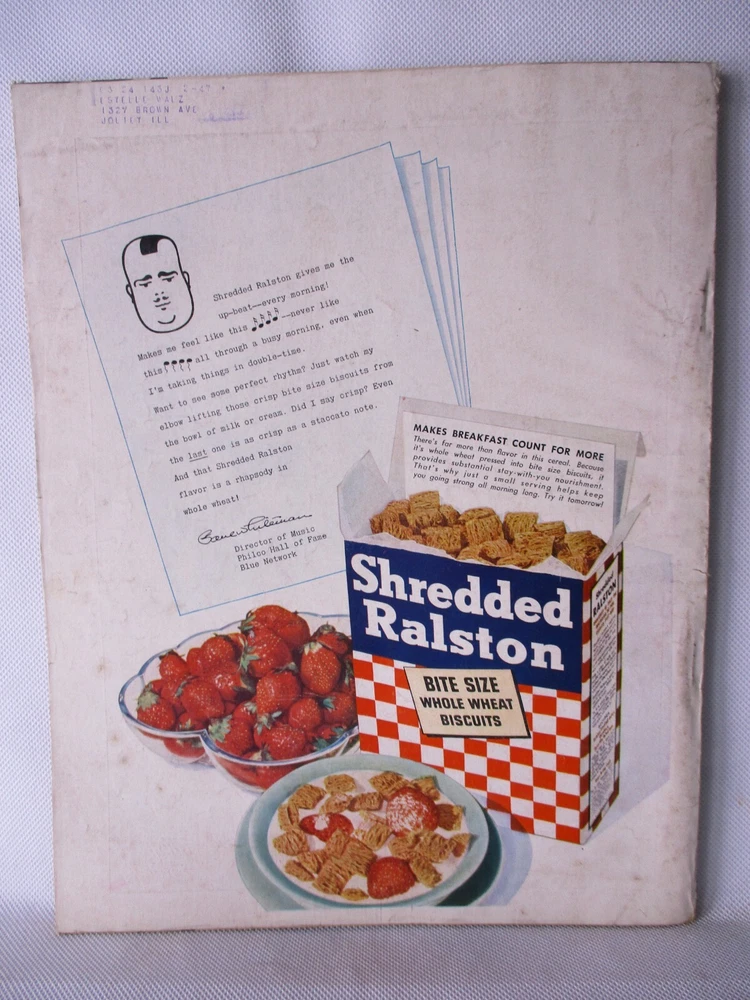 ESTELLE WALZ
1327 BROWN AVE
JOLIET ILL
Shredded Ralston gives me the
up-beat—every morning!
Makes me feel like this —never like
this all through a busy morning, even when
I'm taking things in double-time.
Want to see some perfect rhythm? Just watch my
elbow lifting those crisp bite size biscuits from
the bowl of milk or cream. Did I say crisp? Even
the last one is as crisp as a staccato note.
And that Shredded Ralston
flavor is a rhapsody in
whole wheat!
Director of Music
Philco Hall of Fame
Blue Network
MAKES BREAKFAST COUNT FOR MORE
There's far more than flavor in this cereal. Because
it's whole wheat pressed into bite size biscuits, it
provides substantial stay-with-you nourishment.
That's why just a small serving helps keep
you going strong all morning long. Try it tomorrow!
Shredded
Ralston
BITE SIZE
WHOLE WHEAT
BISCUITS